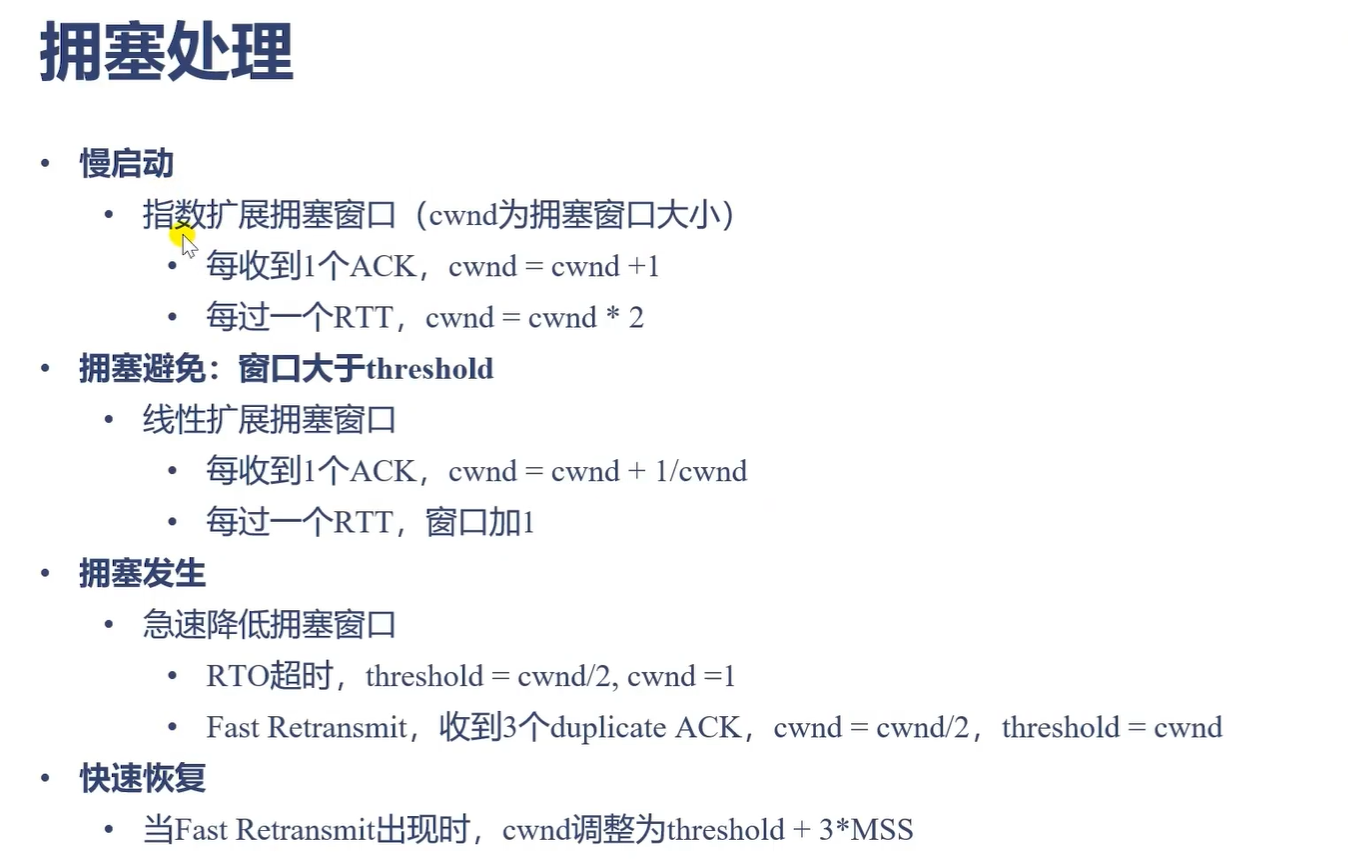 拥塞处理
• 慢启动
• 指数扩展拥塞窗口（cwnd为拥塞窗口大小）
• 每收到1个ACK，cwnd = cwnd +1
• 每过一个RTT，cwnd = cwnd * 2
• 拥塞避免：窗口大于threshold
• 线性扩展拥塞窗口
• 每收到1个ACK，cwnd = cwnd + 1/cwnd
• 每过一个RTT，窗口加1
• 拥塞发生
• 急速降低拥塞窗口
• RTO超时，threshold = cwnd/2, cwnd =1
• Fast Retransmit，收到3个duplicate ACK，cwnd = cwnd/2，threshold = cwnd
• 快速恢复
• 当Fast Retransmit出现时，cwnd调整为threshold + 3*MSS